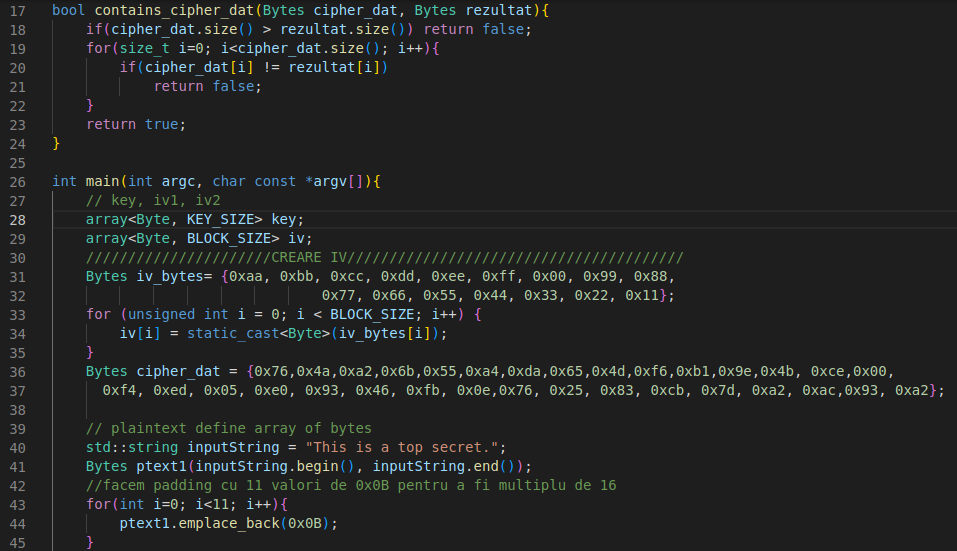 17 bool contains_cipher_dat(Bytes cipher_dat, Bytes rezultat){
18     if(cipher_dat.size() > rezultat.size()) return false;
19     for(size_t i=0; i<cipher_dat.size(); i++){
20         if(cipher_dat[i] != rezultat[i])
21             return false;
22     }
23     return true;
24 }
25
26 int main(int argc, char const *argv[]){
27     // key, iv1, iv2
28     array<Byte, KEY_SIZE> key;
29     array<Byte, BLOCK_SIZE> iv;
30     //////////////////////CREARE IV////////////////////////////////////////
31     Bytes iv_bytes= {0xaa, 0xbb, 0xcc, 0xdd, 0xee, 0xff, 0x00, 0x99, 0x88,
32                                 0x77, 0x66, 0x55, 0x44, 0x33, 0x22, 0x11};
33     for (unsigned int i = 0; i < BLOCK_SIZE; i++) {
34         iv[i] = static_cast<Byte>(iv_bytes[i]);
35     }
36     Bytes cipher_dat = {0x76,0x4a,0xa2,0x6b,0x55,0xa4,0xda,0x65,0x4d,0xf6,0xb1,0x9e,0x4b, 0xce,0x00,
37       0xf4, 0xed, 0x05, 0xe0, 0x93, 0x46, 0xfb, 0x0e,0x76, 0x25, 0x83, 0xcb, 0x7d, 0xa2, 0xac,0x93, 0xa2};
38
39     // plaintext define array of bytes
40     std::string inputString = "This is a top secret.";
41     Bytes ptext1(inputString.begin(), inputString.end());
42     //facem padding cu 11 valori de 0x0B pentru a fi multiplu de 16
43     for(int i=0; i<11; i++){
44         ptext1.emplace_back(0x0B);
45     }